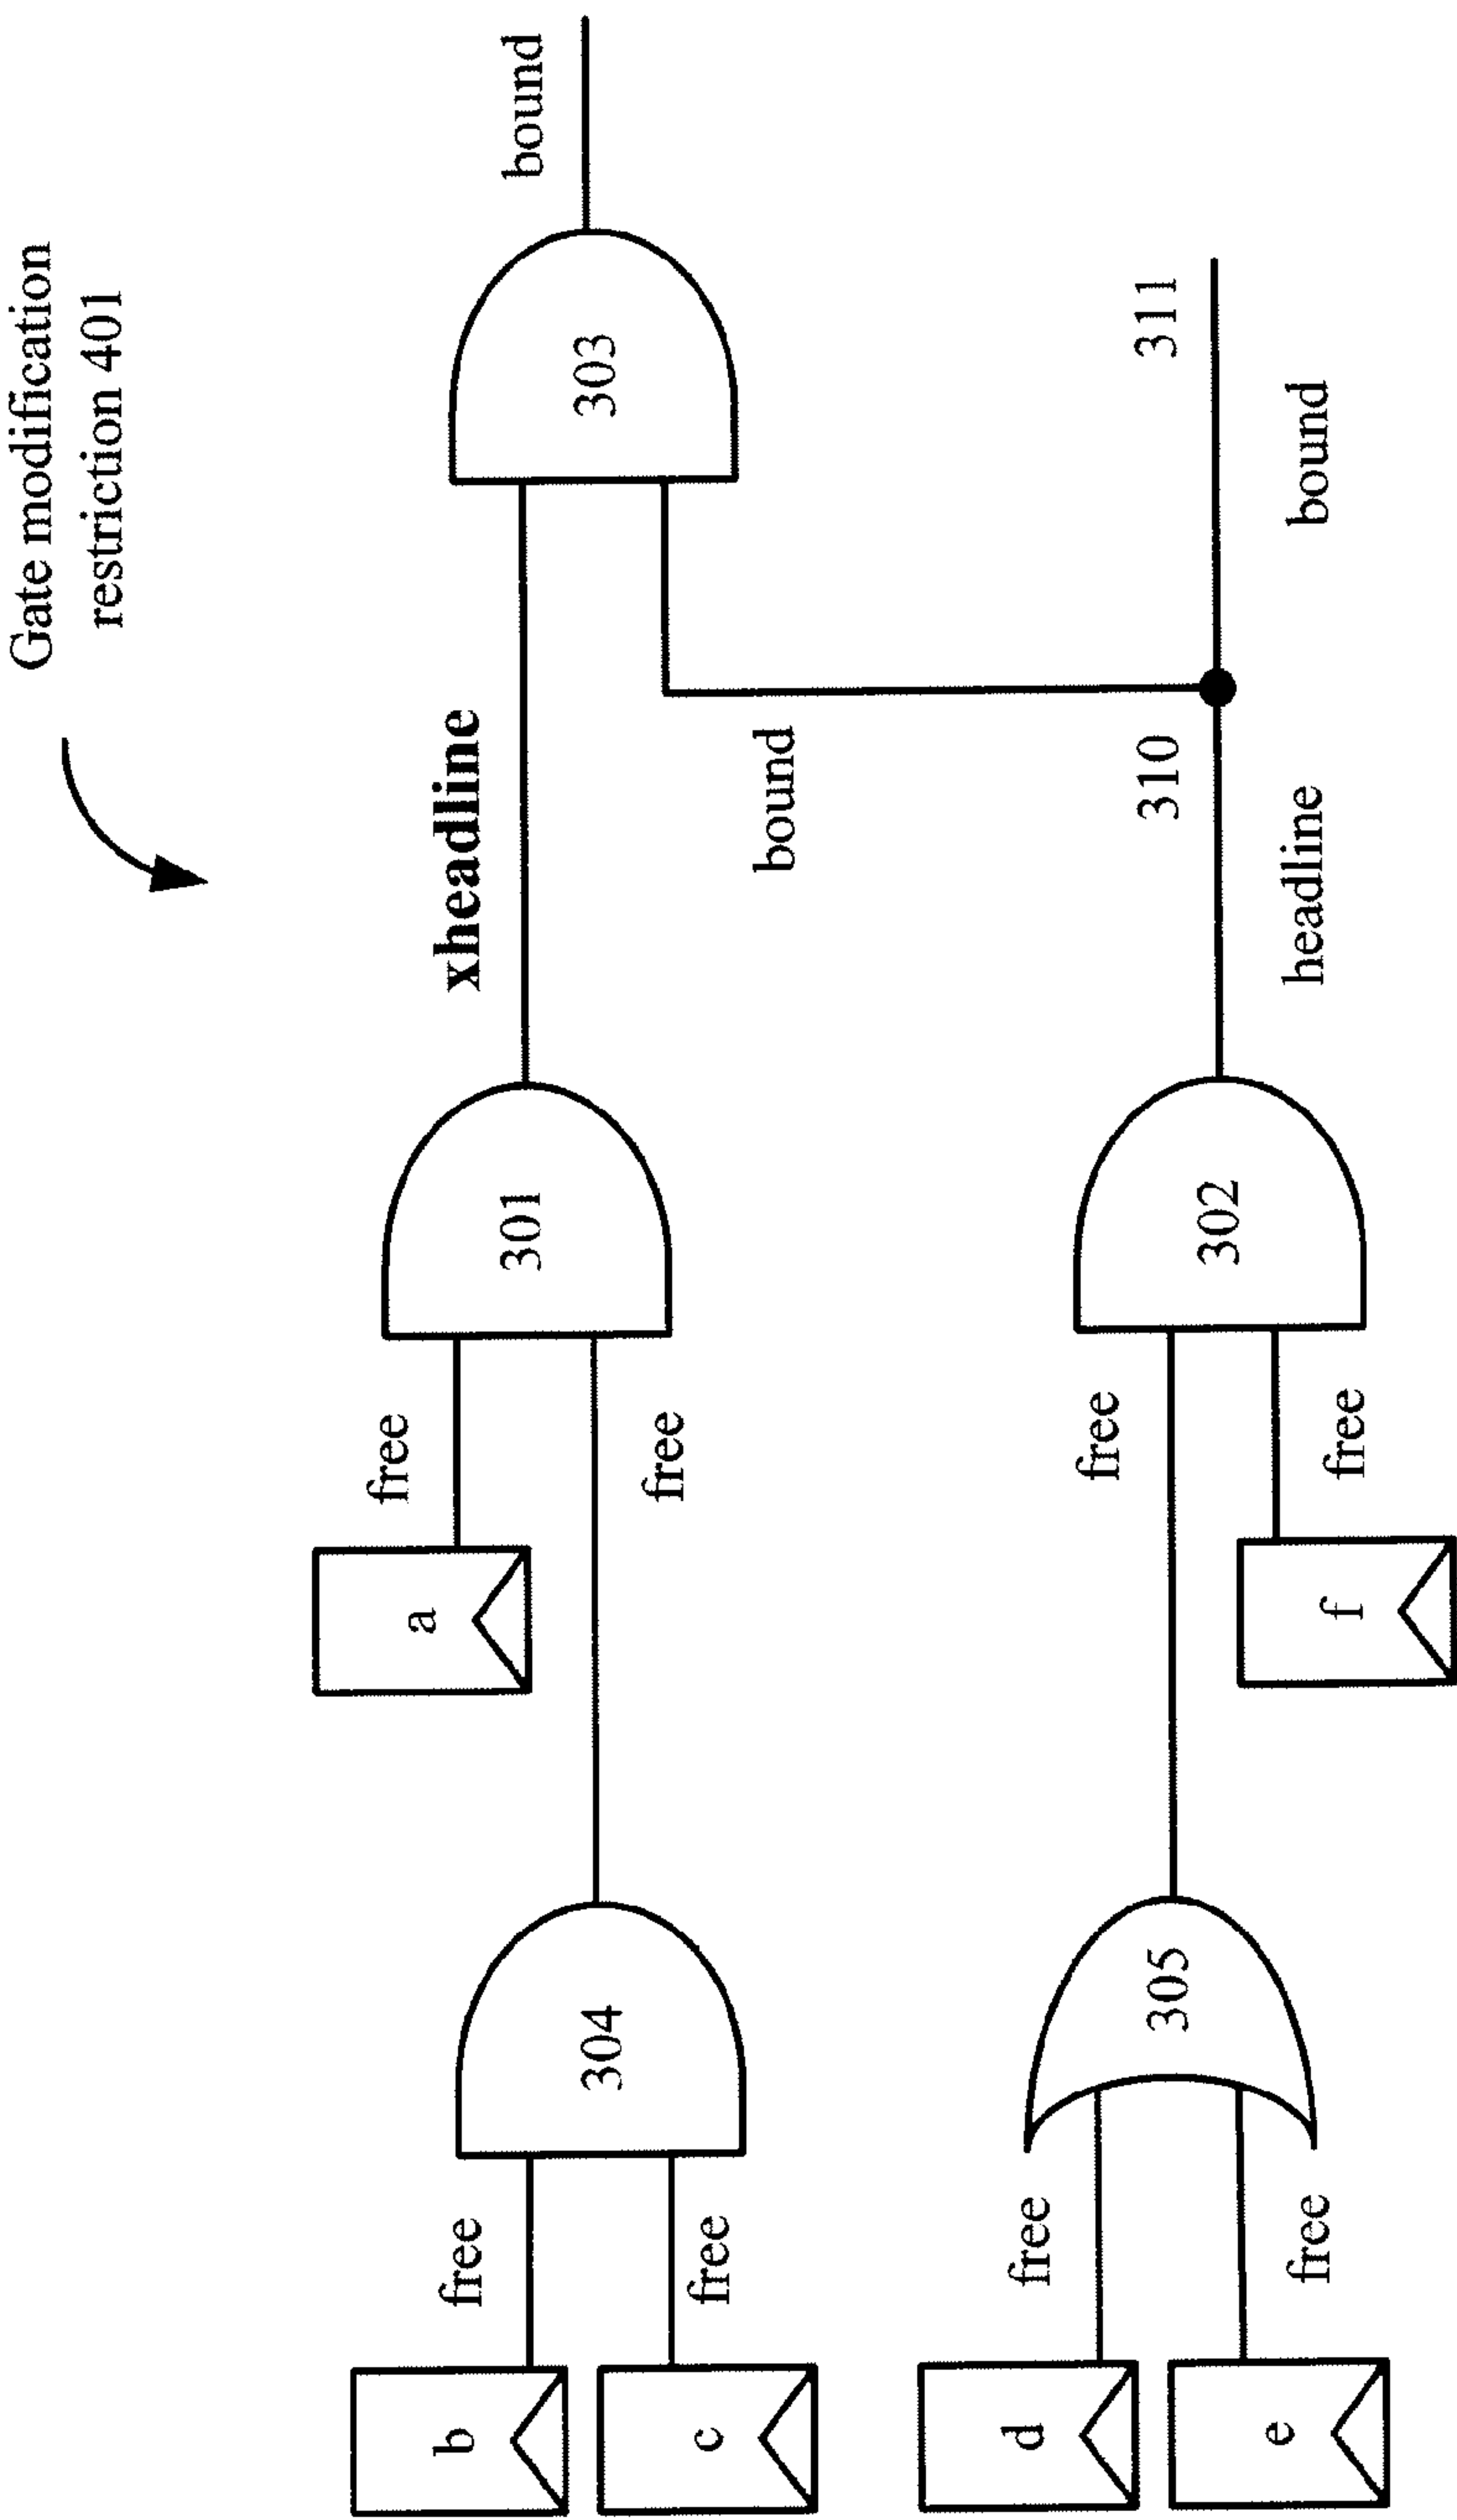 Gate modification
restriction 401
bound
303
xheadline
bound
311
bound
310
headline
301
302
free
free
free
free
a
f
304
305
free
free
free
free
b
c
d
e